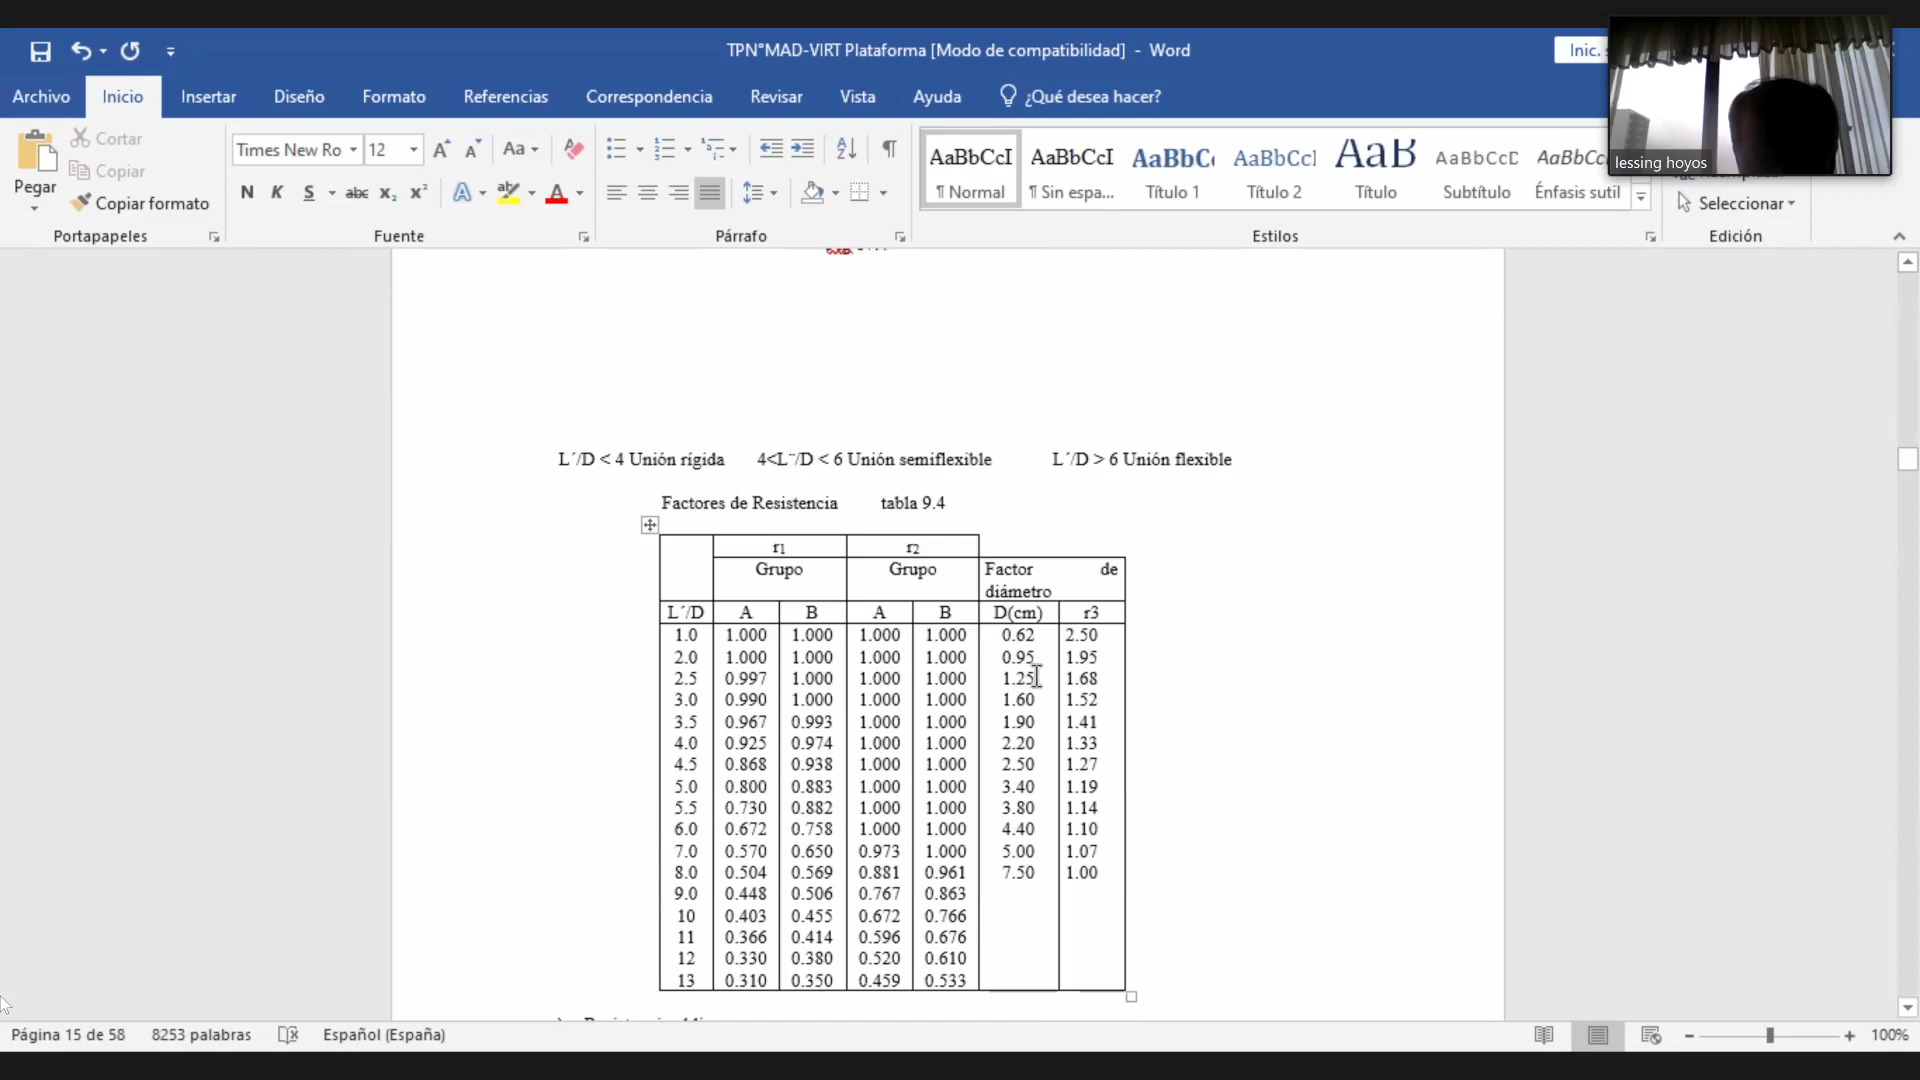 TPN°MAD-VIRT Plataforma [Modo de compatibilidad] - Word
Inic.
Archivo Inicio Insertar Diseño Formato Referencias Correspondencia Revisar Vista Ayuda ¿Qué desea hacer?
lessing hoyos
Pegar
Cortar
Copiar
Copiar formato
Times New Ro 12
Aa
N K S abc x₂ x²
AaBbCcI AaBbCcI AaBbC AaBbCcI AaB AaBbCcD AaBbCc
¶ Normal ¶ Sin espa... Título 1 Título 2 Título Subtítulo Énfasis sutil
Seleccionar
Portapapeles Fuente Párrafo Estilos Edición
L´/D < 4 Unión rígida 4<L¨/D < 6 Unión semiflexible L´/D > 6 Unión flexible
Factores de Resistencia tabla 9.4
r1 r2
Grupo Grupo Factor de diámetro
L´/D A B A B D(cm) r3
1.0 1.000 1.000 1.000 1.000 0.62 2.50
2.0 1.000 1.000 1.000 1.000 0.95 1.95
2.5 0.997 1.000 1.000 1.000 1.25 1.68
3.0 0.990 1.000 1.000 1.000 1.60 1.52
3.5 0.967 0.993 1.000 1.000 1.90 1.41
4.0 0.925 0.974 1.000 1.000 2.20 1.33
4.5 0.868 0.938 1.000 1.000 2.50 1.27
5.0 0.800 0.883 1.000 1.000 3.40 1.19
5.5 0.730 0.882 1.000 1.000 3.80 1.14
6.0 0.672 0.758 1.000 1.000 4.40 1.10
7.0 0.570 0.650 0.973 1.000 5.00 1.07
8.0 0.504 0.569 0.881 0.961 7.50 1.00
9.0 0.448 0.506 0.767 0.863
10 0.403 0.455 0.672 0.766
11 0.366 0.414 0.596 0.676
12 0.330 0.380 0.520 0.610
13 0.310 0.350 0.459 0.533
Página 15 de 58 8253 palabras Español (España) 100%